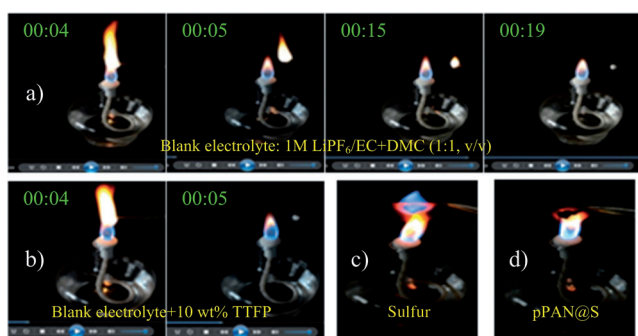 00:04 00:05 00:15 00:19
a)
Blank electrolyte: 1M LiPF₆/EC+DMC (1:1, v/v)
00:04 00:05
b) c) d)
Blank electrolyte+10 wt% TTFP Sulfur pPAN@S